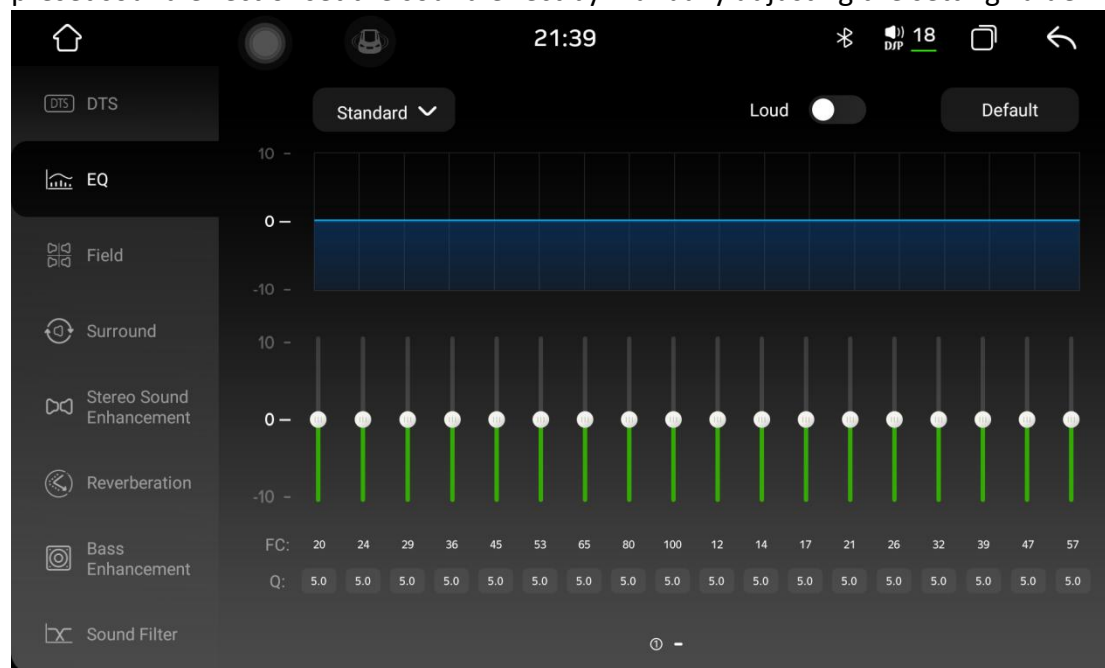 21:39
DSP 18
DTS DTS
Standard
Loud
Default
EQ
10
0
-10
Field
Surround
10
Stereo Sound
Enhancement
0
Reverberation
-10
Bass
Enhancement
FC: 20 24 29 36 45 53 65 80 100 12 14 17 21 26 32 39 47 57
Q: 5.0 5.0 5.0 5.0 5.0 5.0 5.0 5.0 5.0 5.0 5.0 5.0 5.0 5.0 5.0 5.0 5.0 5.0
Sound Filter
①